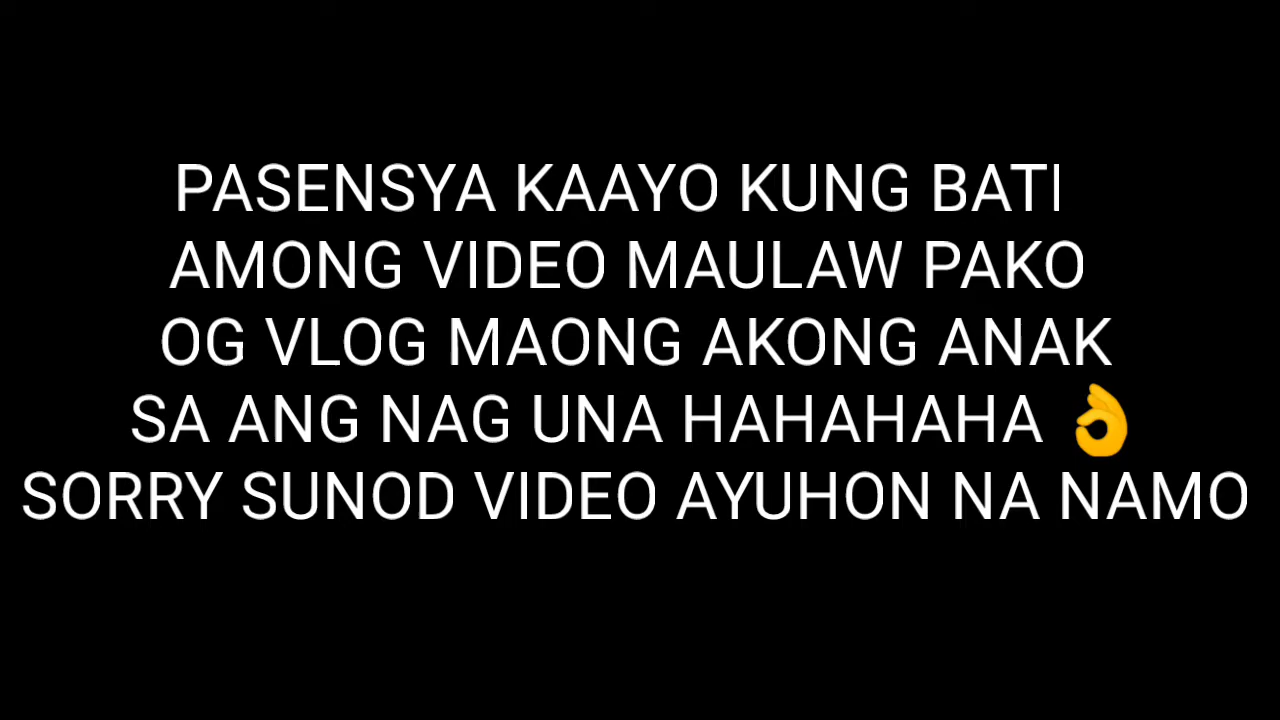 PASENSYA KAAYO KUNG BATI
AMONG VIDEO MAULAW PAKO
OG VLOG MAONG AKONG ANAK
SA ANG NAG UNA HAHAHAHA 👌
SORRY SUNOD VIDEO AYUHON NA NAMO